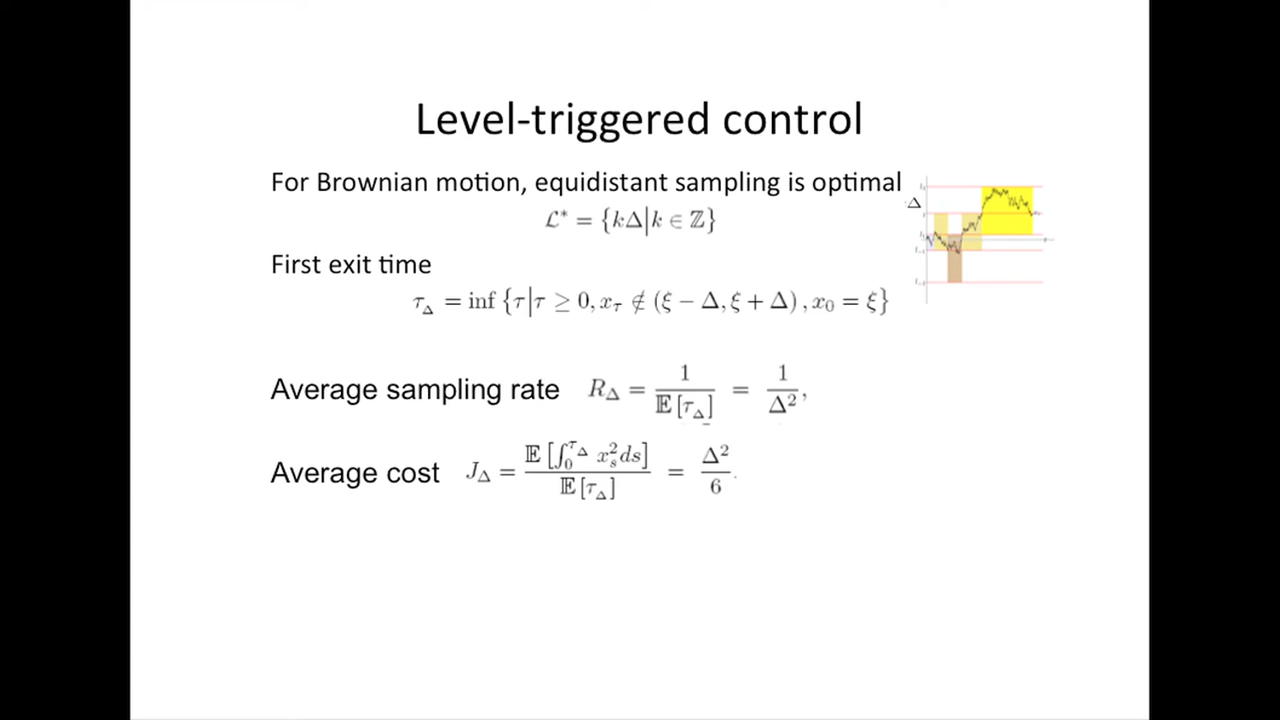 Level-triggered control
For Brownian motion, equidistant sampling is optimal
ℒ* = {kΔ|k ∈ ℤ}
Δ
First exit time
τ_Δ = inf {τ|τ ≥ 0, x_τ ∉ (ξ − Δ, ξ + Δ) , x_0 = ξ}
Average sampling rate R_Δ = 1 / 𝔼 [τ_Δ] = 1 / Δ²,
Average cost J_Δ = 𝔼 [∫_0^{τ_Δ} x_s² ds] / 𝔼 [τ_Δ] = Δ² / 6.